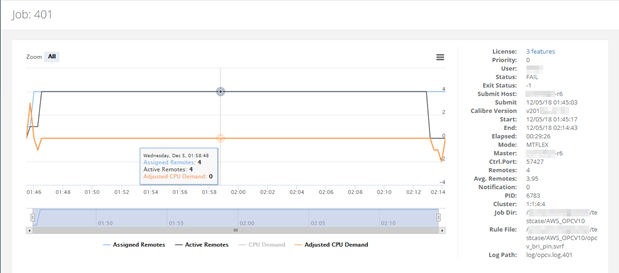 Job: 401
Zoom All
4
2
0
-2
-4
Wednesday, Dec 5, 01:58:48
Assigned Remotes: 4
Active Remotes: 4
Adjusted CPU Demand: 0
01:46 01:48 01:50 01:52 01:54 01:56 01:58 02:00 02:02 02:04 02:06 02:08 02:10 02:12 02:14
01:50 01:55 02:00 02:05 02:10
Assigned Remotes Active Remotes CPU Demand Adjusted CPU Demand
License: 3 features
Priority: 0
User:
Status: FAIL
Exit Status: -1
Submit Host: -r6
Submit 12/05/18 01:45:03
Calibre Version v201
Start: 12/05/18 01:45:17
End: 12/05/18 02:14:43
Elapsed: 00:29:26
Mode: MTFLEX
Master: -r6
Ctrl.Port: 57427
Remotes: 4
Avg. Remotes: 3.95
Notification: 0
PID: 6783
Cluster: 1:1:4:4
Job Dir: / /te
stcase/AWS_OPCV10
Rule File: / /te
stcase/AWS_OPCV10/opc
v_bri_pin.svrf
Log Path: log/opcv.log.401